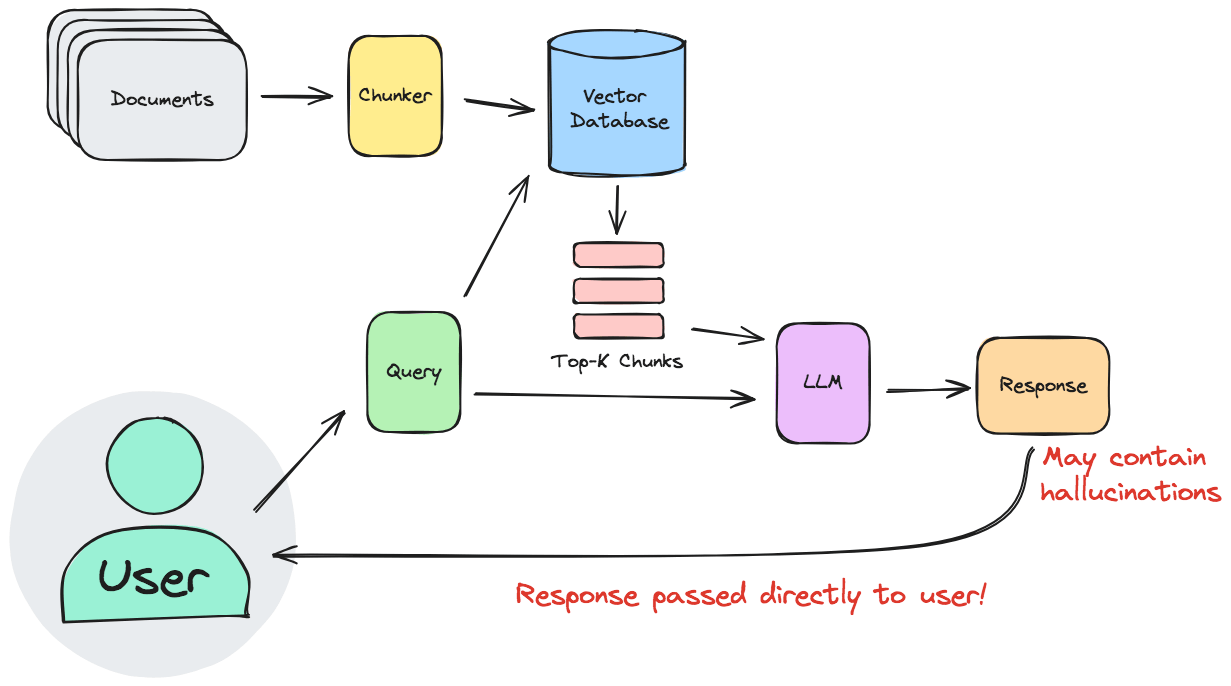 Documents
Chunker
Vector
Database
Top-K Chunks
Query
LLM
Response
May contain
hallucinations
User
Response passed directly to user!